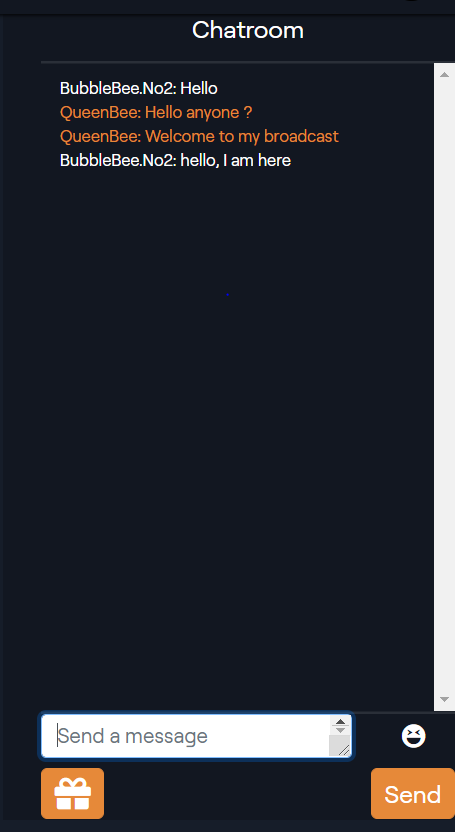 Chatroom
BubbleBee.No2: Hello
QueenBee: Hello anyone ?
QueenBee: Welcome to my broadcast
BubbleBee.No2: hello, I am here
Send a message
Send